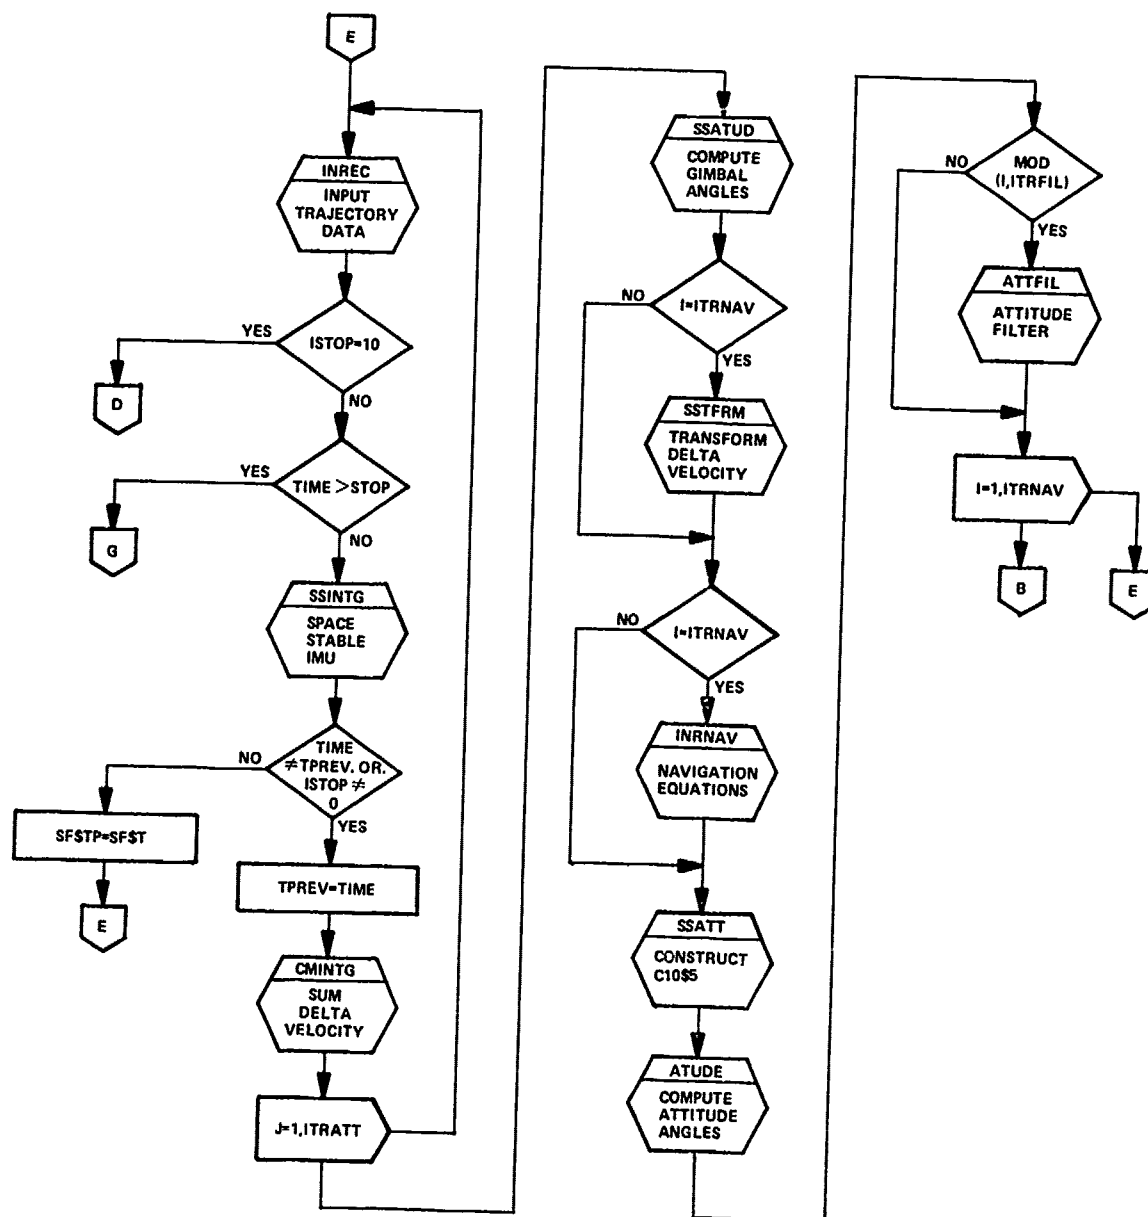 E
INREC
INPUT
TRAJECTORY
DATA
YES
ISTOP=10
D
NO
YES
TIME >STOP
G
NO
SSINTG
SPACE
STABLE
IMU
NO
TIME
≠TPREV. OR.
ISTOP ≠
0
SF$TP=SF$T
YES
E
TPREV=TIME
CMINTG
SUM
DELTA
VELOCITY
J=1,ITRATT
SSATUD
COMPUTE
GIMBAL
ANGLES
NO
I=ITRNAV
YES
SSTFRM
TRANSFORM
DELTA
VELOCITY
NO
I=ITRNAV
YES
INRNAV
NAVIGATION
EQUATIONS
SSATT
CONSTRUCT
C10$5
ATUDE
COMPUTE
ATTITUDE
ANGLES
NO
MOD
(I,ITRFIL)
YES
ATTFIL
ATTITUDE
FILTER
I=1,ITRNAV
B
E